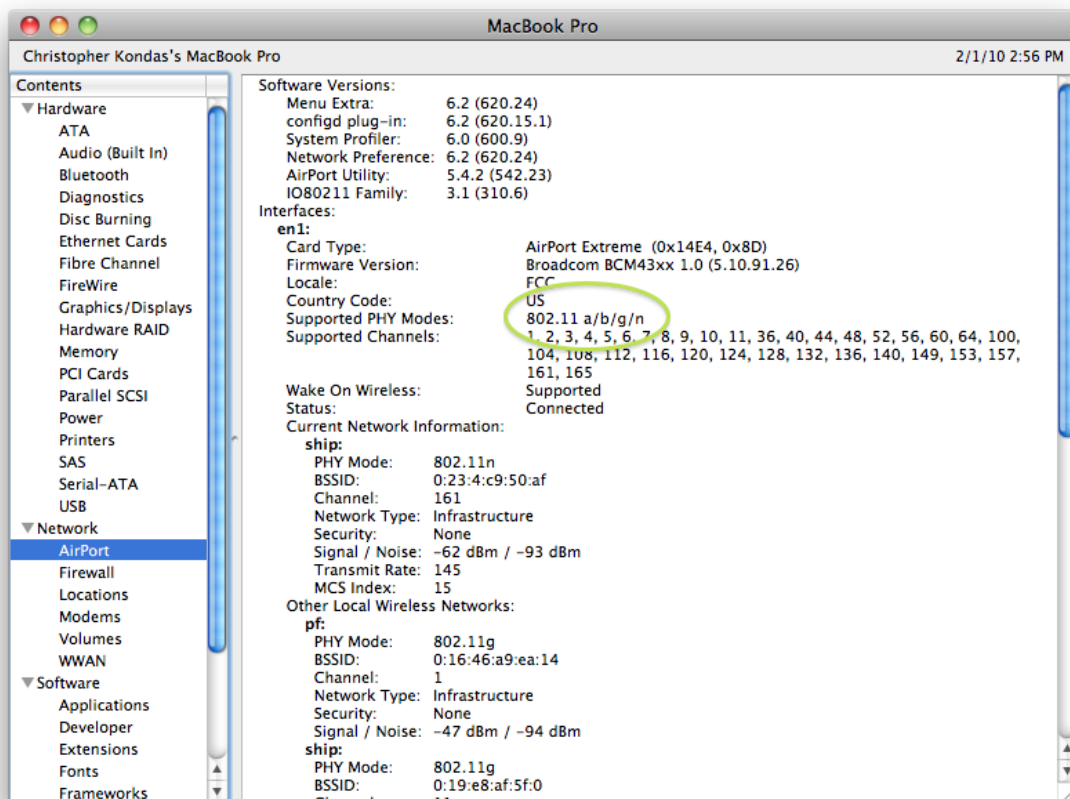 MacBook Pro
Christopher Kondas's MacBook Pro 2/1/10 2:56 PM
Contents
Hardware
ATA
Audio (Built In)
Bluetooth
Diagnostics
Disc Burning
Ethernet Cards
Fibre Channel
FireWire
Graphics/Displays
Hardware RAID
Memory
PCI Cards
Parallel SCSI
Power
Printers
SAS
Serial-ATA
USB
Network
AirPort
Firewall
Locations
Modems
Volumes
WWAN
Software
Applications
Developer
Extensions
Fonts
Frameworks
Software Versions:
Menu Extra: 6.2 (620.24)
configd plug-in: 6.2 (620.15.1)
System Profiler: 6.0 (600.9)
Network Preference: 6.2 (620.24)
AirPort Utility: 5.4.2 (542.23)
IO80211 Family: 3.1 (310.6)
Interfaces:
en1:
Card Type: AirPort Extreme (0x14E4, 0x8D)
Firmware Version: Broadcom BCM43xx 1.0 (5.10.91.26)
Locale: FCC
Country Code: US
Supported PHY Modes: 802.11 a/b/g/n
Supported Channels: 1, 2, 3, 4, 5, 6, 7, 8, 9, 10, 11, 36, 40, 44, 48, 52, 56, 60, 64, 100,
104, 108, 112, 116, 120, 124, 128, 132, 136, 140, 149, 153, 157,
161, 165
Wake On Wireless: Supported
Status: Connected
Current Network Information:
ship:
PHY Mode: 802.11n
BSSID: 0:23:4:c9:50:af
Channel: 161
Network Type: Infrastructure
Security: None
Signal / Noise: -62 dBm / -93 dBm
Transmit Rate: 145
MCS Index: 15
Other Local Wireless Networks:
pf:
PHY Mode: 802.11g
BSSID: 0:16:46:a9:ea:14
Channel: 1
Network Type: Infrastructure
Security: None
Signal / Noise: -47 dBm / -94 dBm
ship:
PHY Mode: 802.11g
BSSID: 0:19:e8:af:5f:0